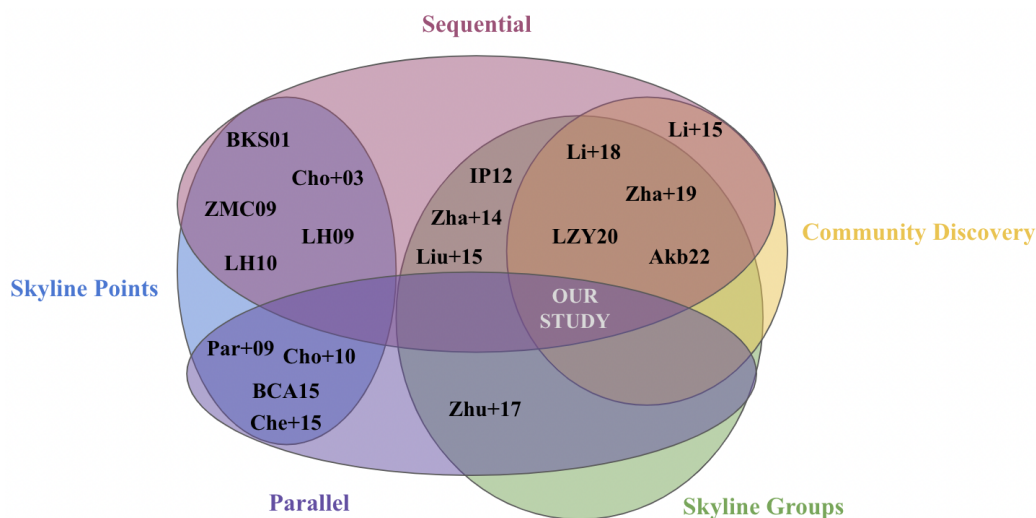 Sequential
BKS01
Cho+03
ZMC09
LH09
LH10
IP12
Zha+14
Liu+15
Li+15
Li+18
Zha+19
LZY20
Akb22
Community Discovery
Skyline Points
OUR
STUDY
Par+09
Cho+10
BCA15
Che+15
Zhu+17
Parallel
Skyline Groups